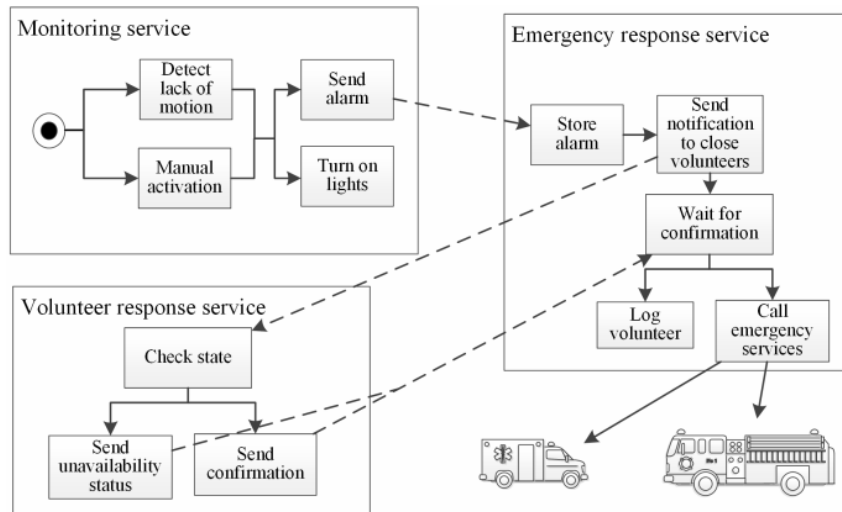 Monitoring service
Detect
lack of
motion
Manual
activation
Send
alarm
Turn on
lights
Emergency response service
Store
alarm
Send
notification
to close
volunteers
Wait for
confirmation
Log
volunteer
Call
emergency
services
Volunteer response service
Check state
Send
unavailability
status
Send
confirmation